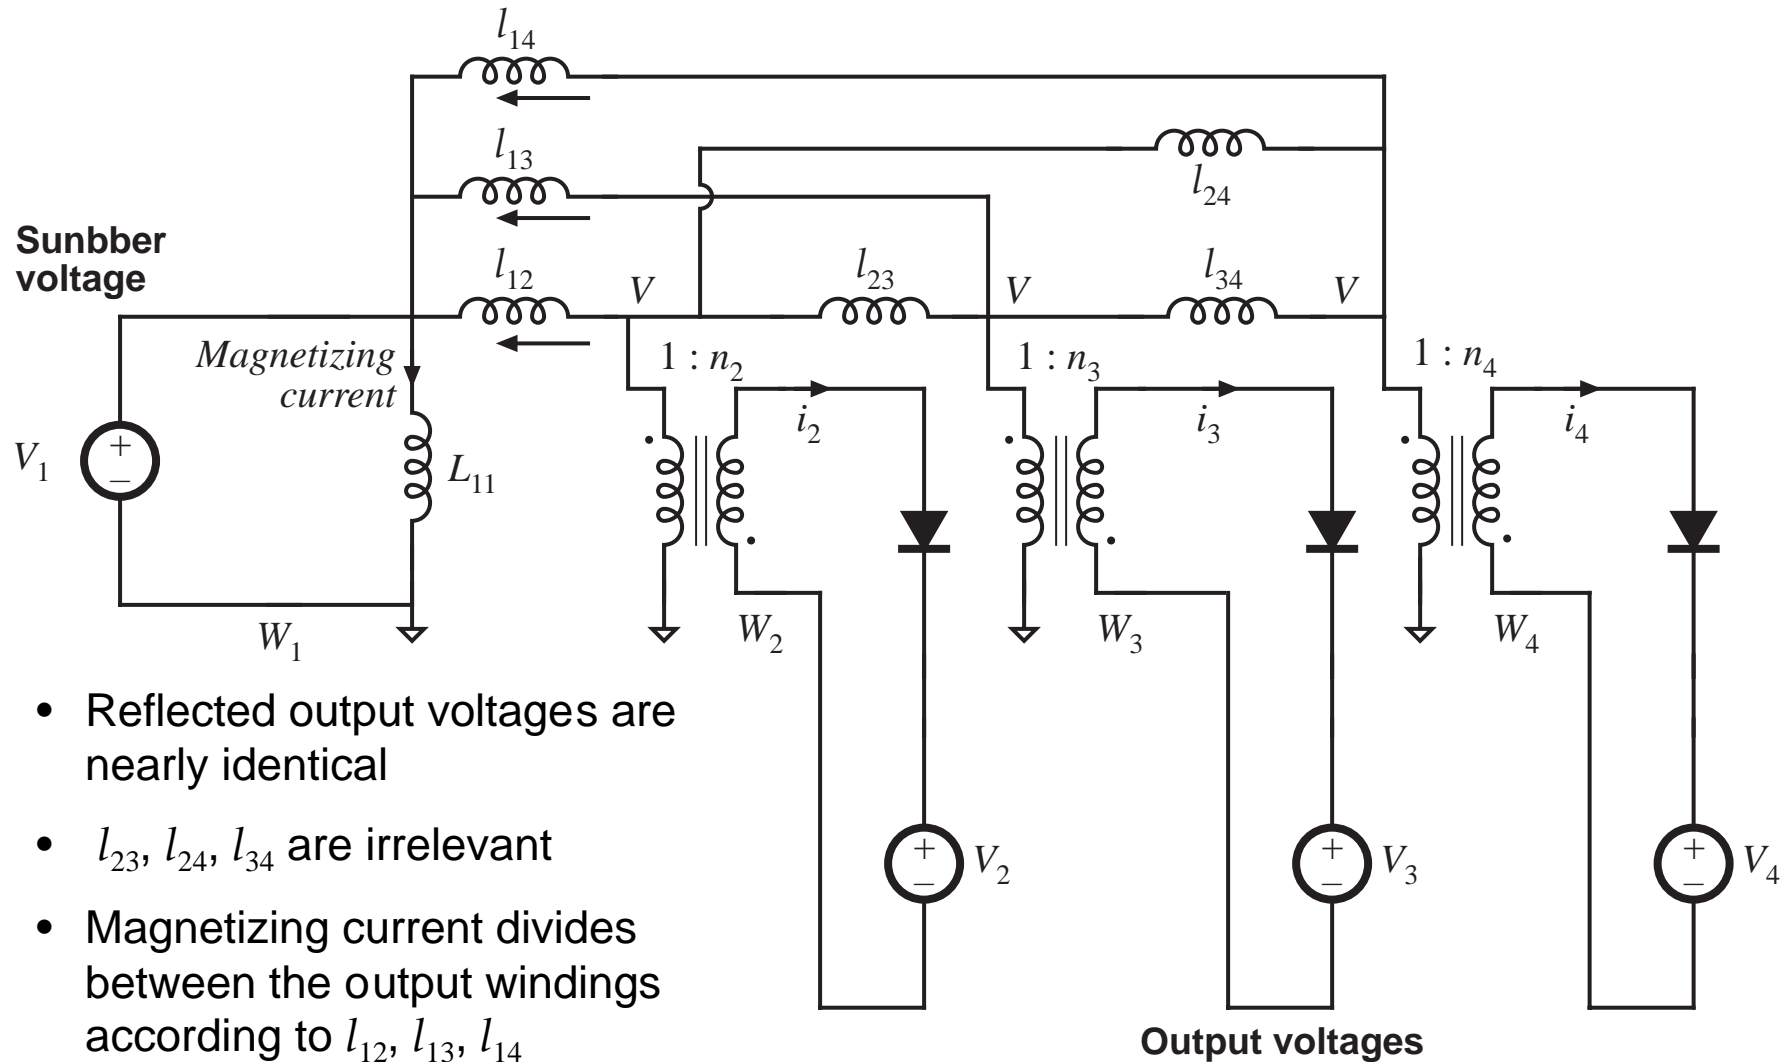 l14
l13
l24
Sunbber
voltage
l12
V
l23
V
l34
V
Magnetizing
current
1 : n2
1 : n3
1 : n4
i2
i3
i4
V1
+
–
L11
W1
W2
W3
W4
• Reflected output voltages are
nearly identical
• l23, l24, l34 are irrelevant
• Magnetizing current divides
between the output windings
according to l12, l13, l14
+
–
V2
+
–
V3
+
–
V4
Output voltages